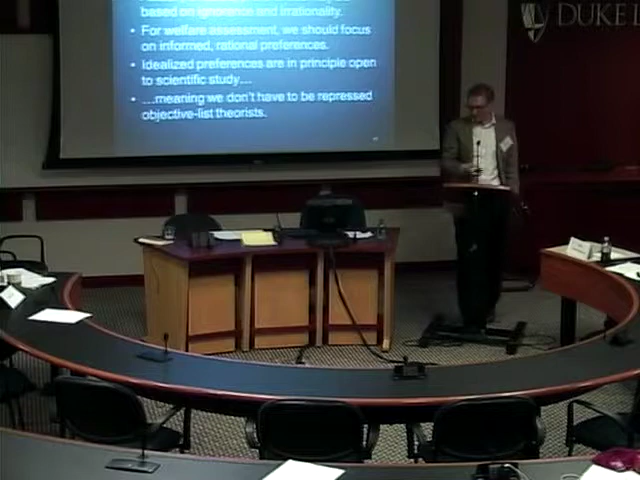 based on ignorance and irrationality.
• For welfare assessment, we should focus
on informed, rational preferences.
• Idealized preferences are in principle open
to scientific study…
• …meaning we don't have to be repressed
objective-list theorists.
DUKE